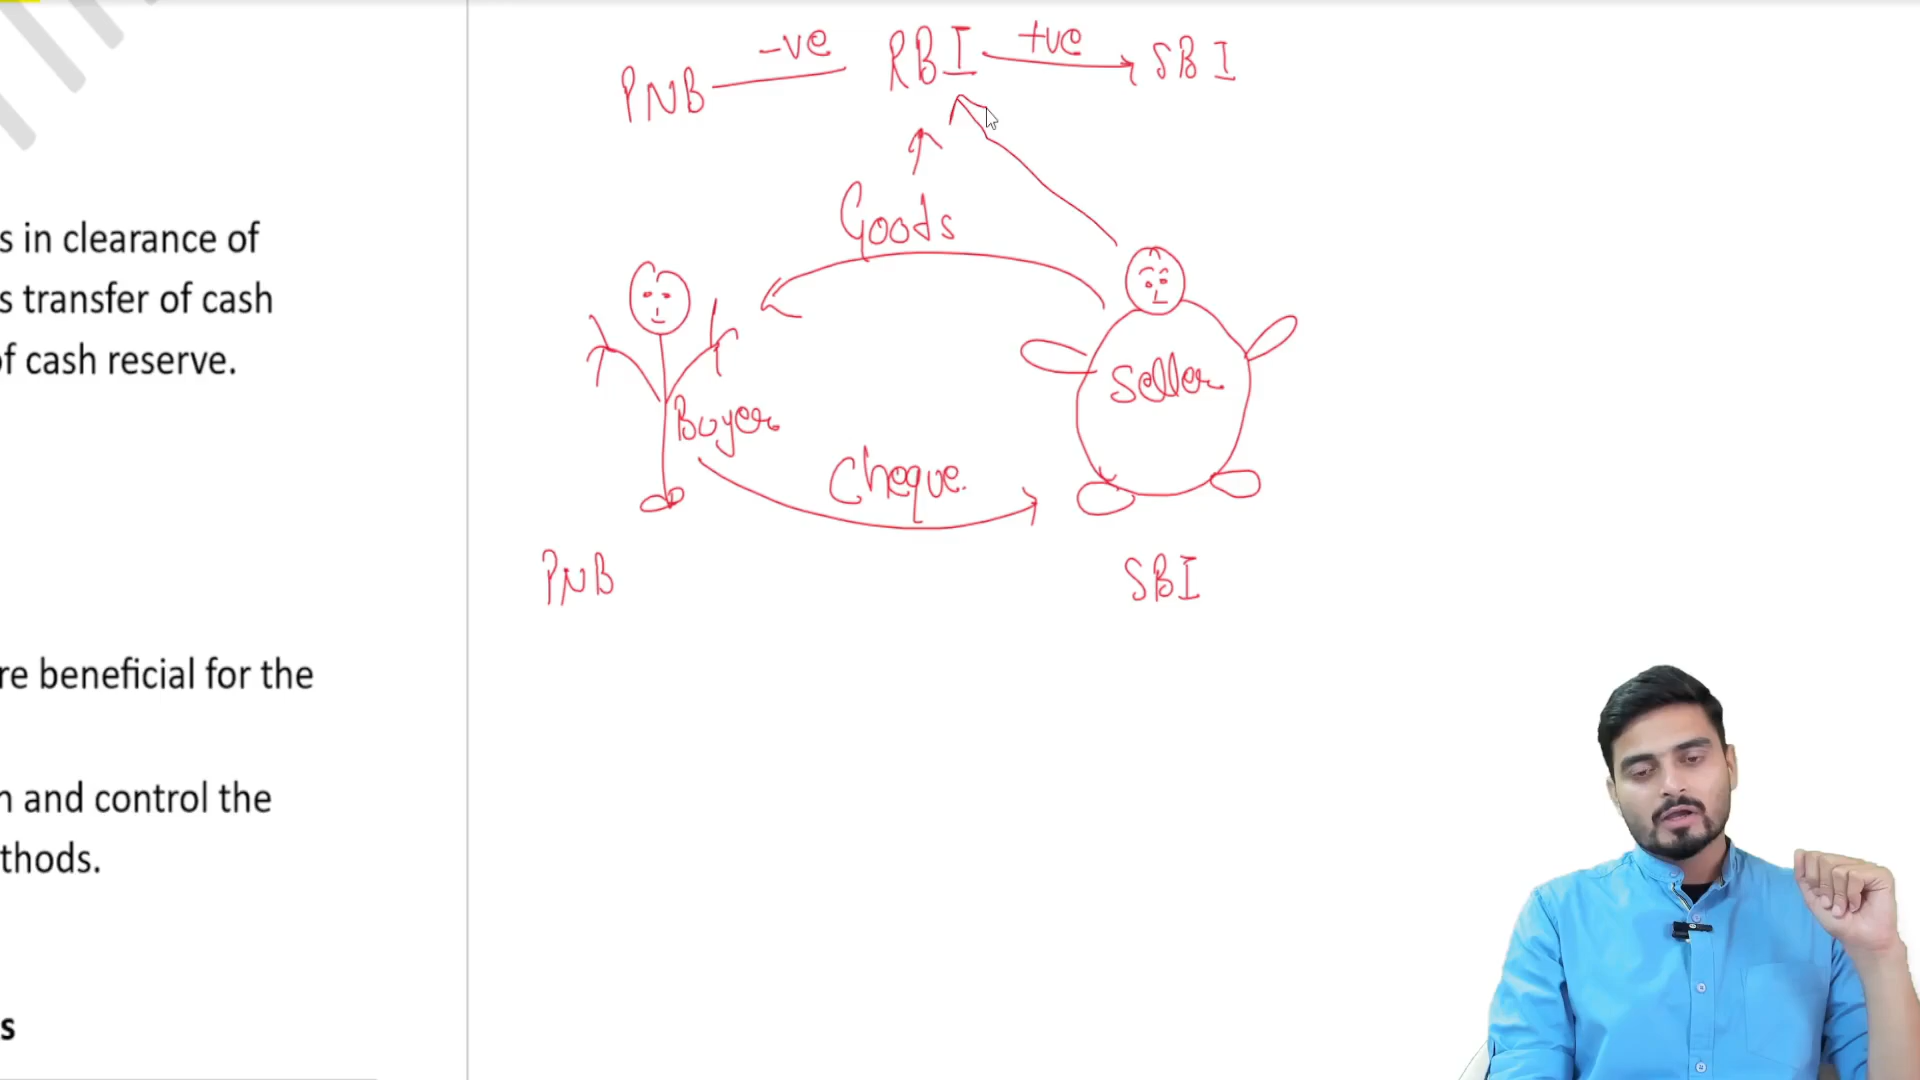 s in clearance of
s transfer of cash
of cash reserve.
re beneficial for the
n and control the
thods.
s
PNB -ve RBI +ve SBI
Goods
Buyer
Seller
Cheque.
PNB
SBI